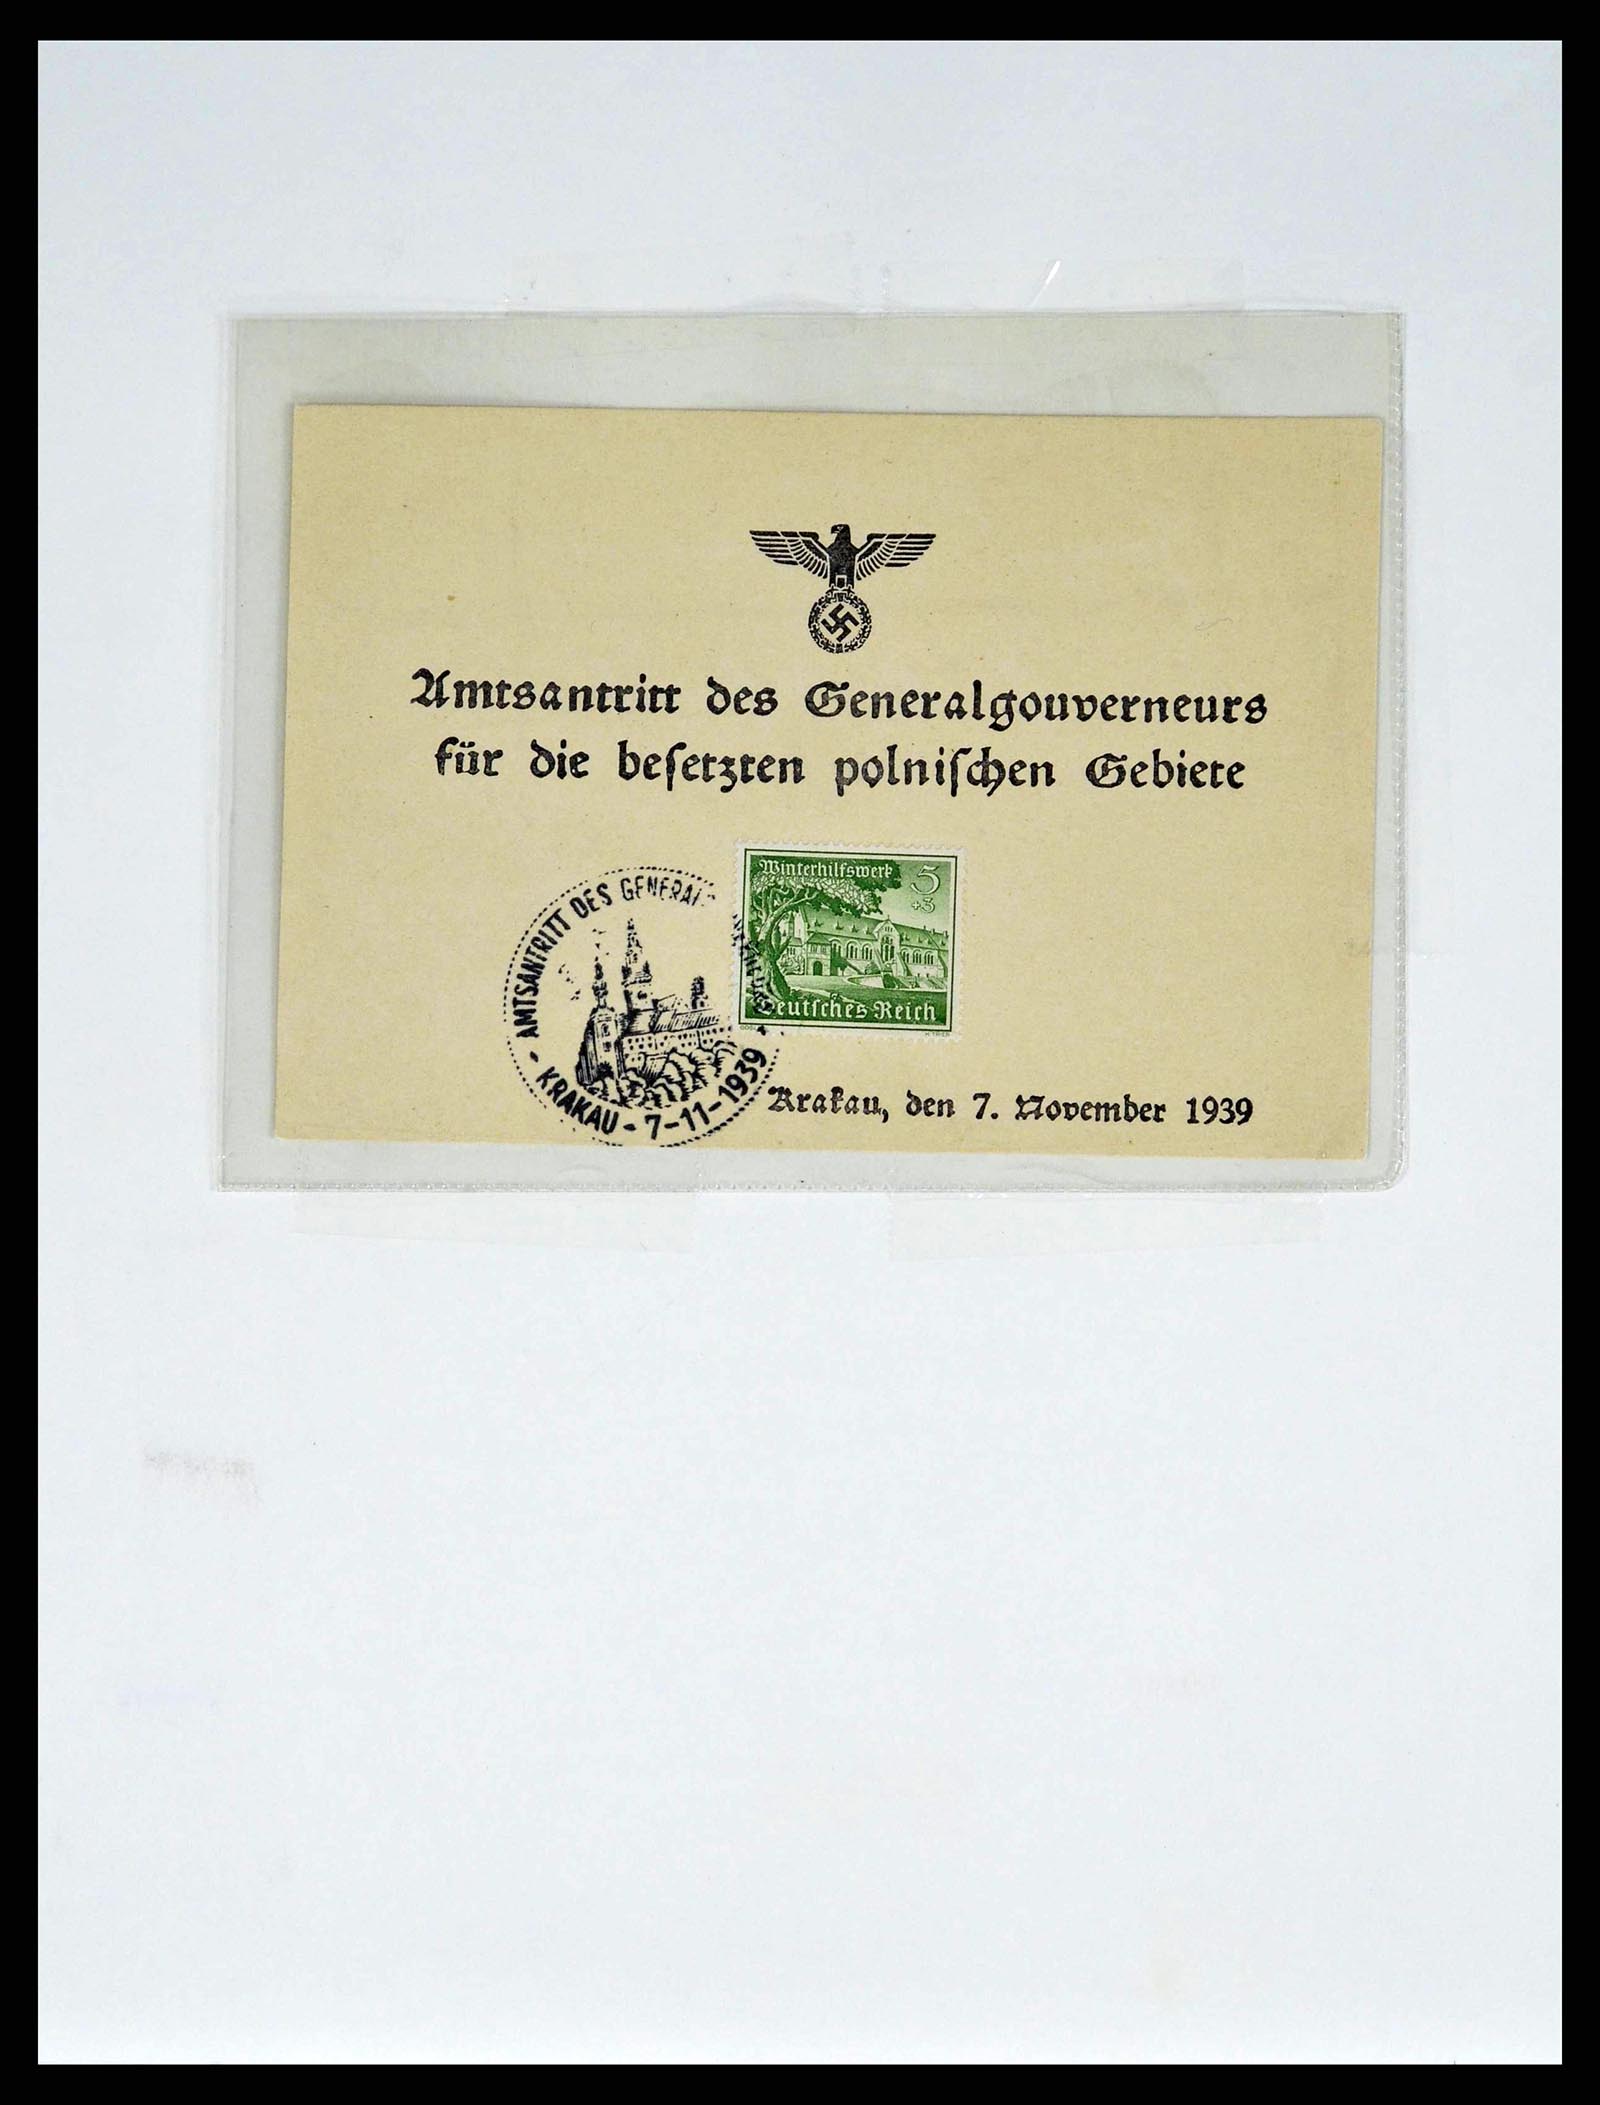 Amtsantritt des Generalgouverneurs
für die besetzten polnischen Gebiete
Winterhilfswerk 5
+3
Deutsches Reich
- AMTSANTRITT DES GENERAL
- KRAKAU - 7-11-1939 -
Krakau, den 7. November 1939